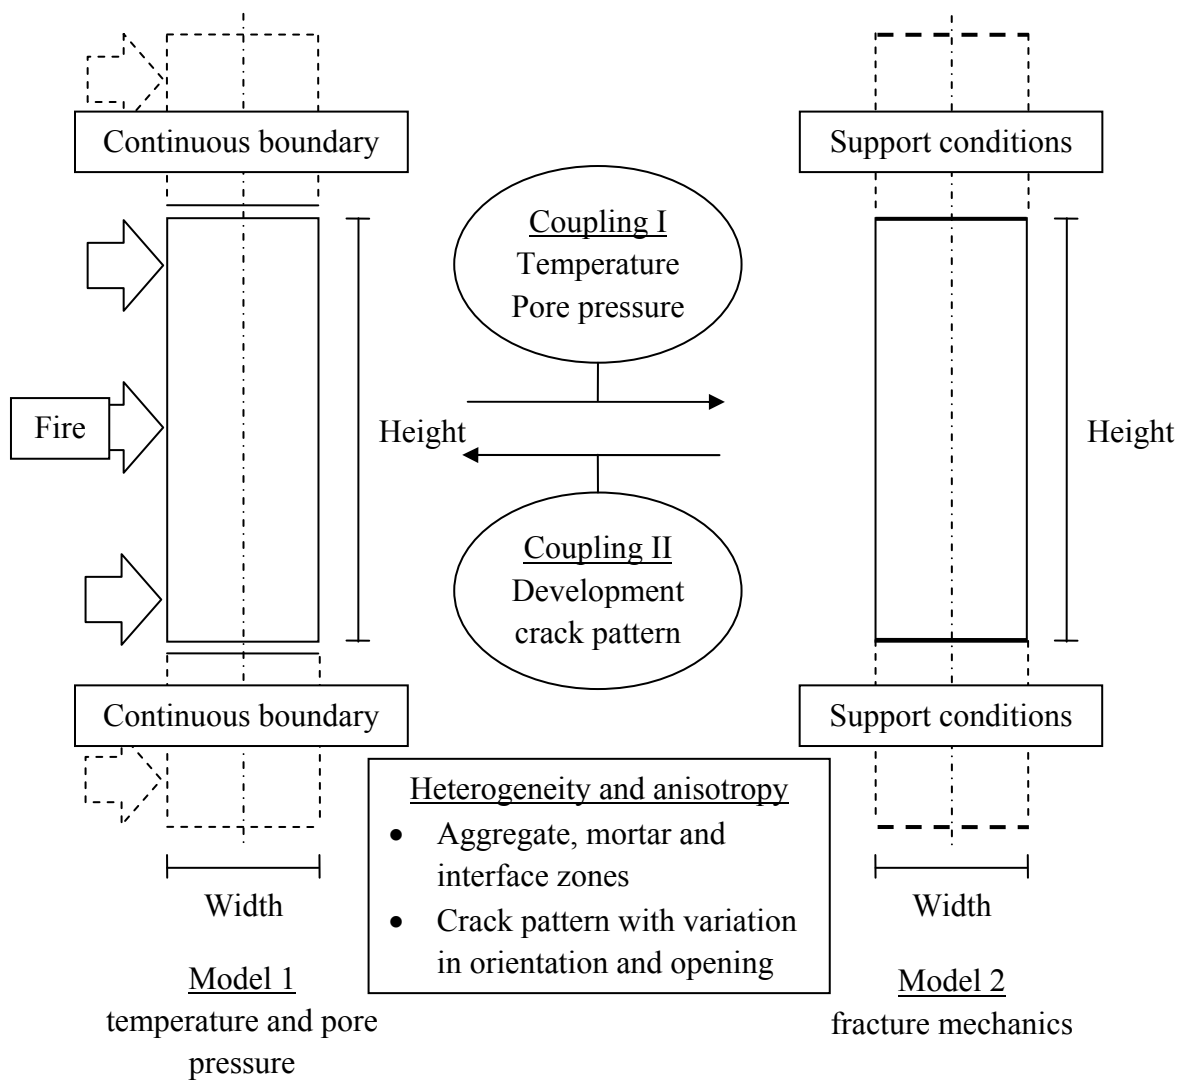 Continuous boundary
Support conditions
Coupling I
Temperature
Pore pressure
Fire
Height
Height
Coupling II
Development
crack pattern
Continuous boundary
Support conditions
Heterogeneity and anisotropy
• Aggregate, mortar and
interface zones
• Crack pattern with variation
in orientation and opening
Width
Width
Model 1
temperature and pore
pressure
Model 2
fracture mechanics